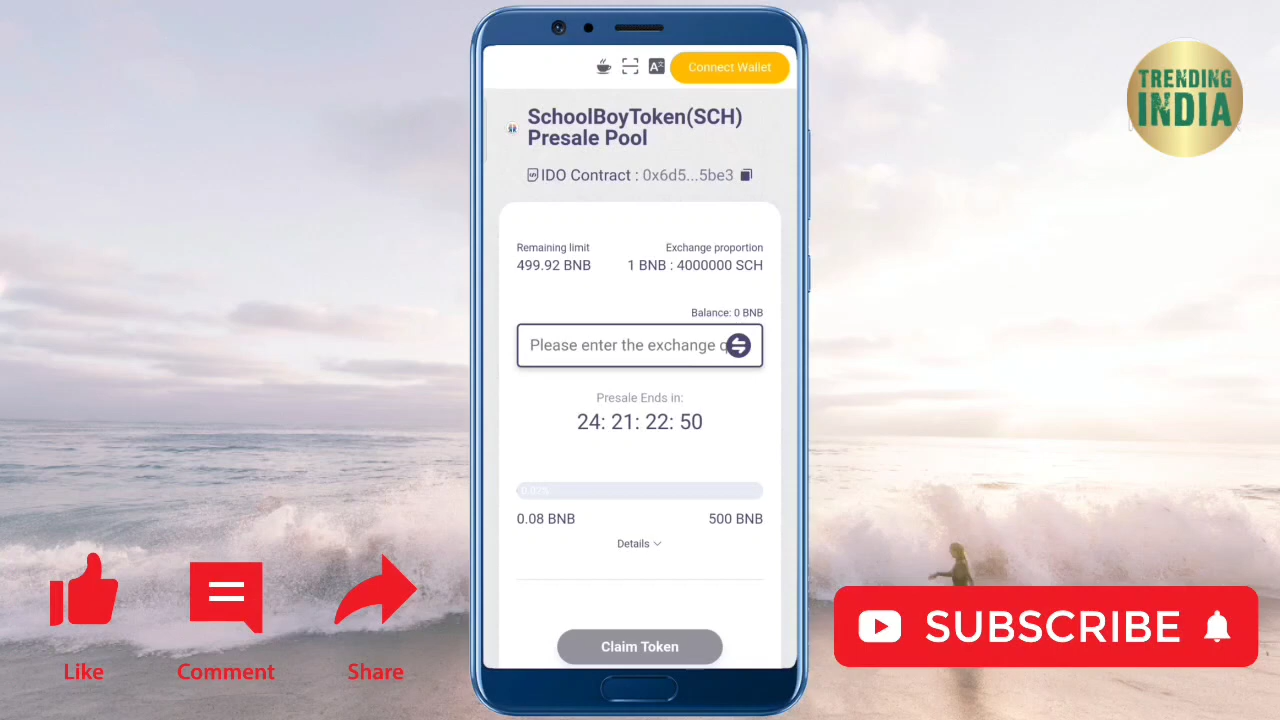 Connect Wallet
SchoolBoyToken(SCH)
Presale Pool
IDO Contract : 0x6d5...5be3
Remaining limit
Exchange proportion
499.92 BNB
1 BNB : 4000000 SCH
Balance: 0 BNB
Please enter the exchange q
Presale Ends in:
24: 21: 22: 50
0.02%
0.08 BNB
500 BNB
Details
Claim Token
TRENDING
INDIA
Like
Comment
Share
SUBSCRIBE